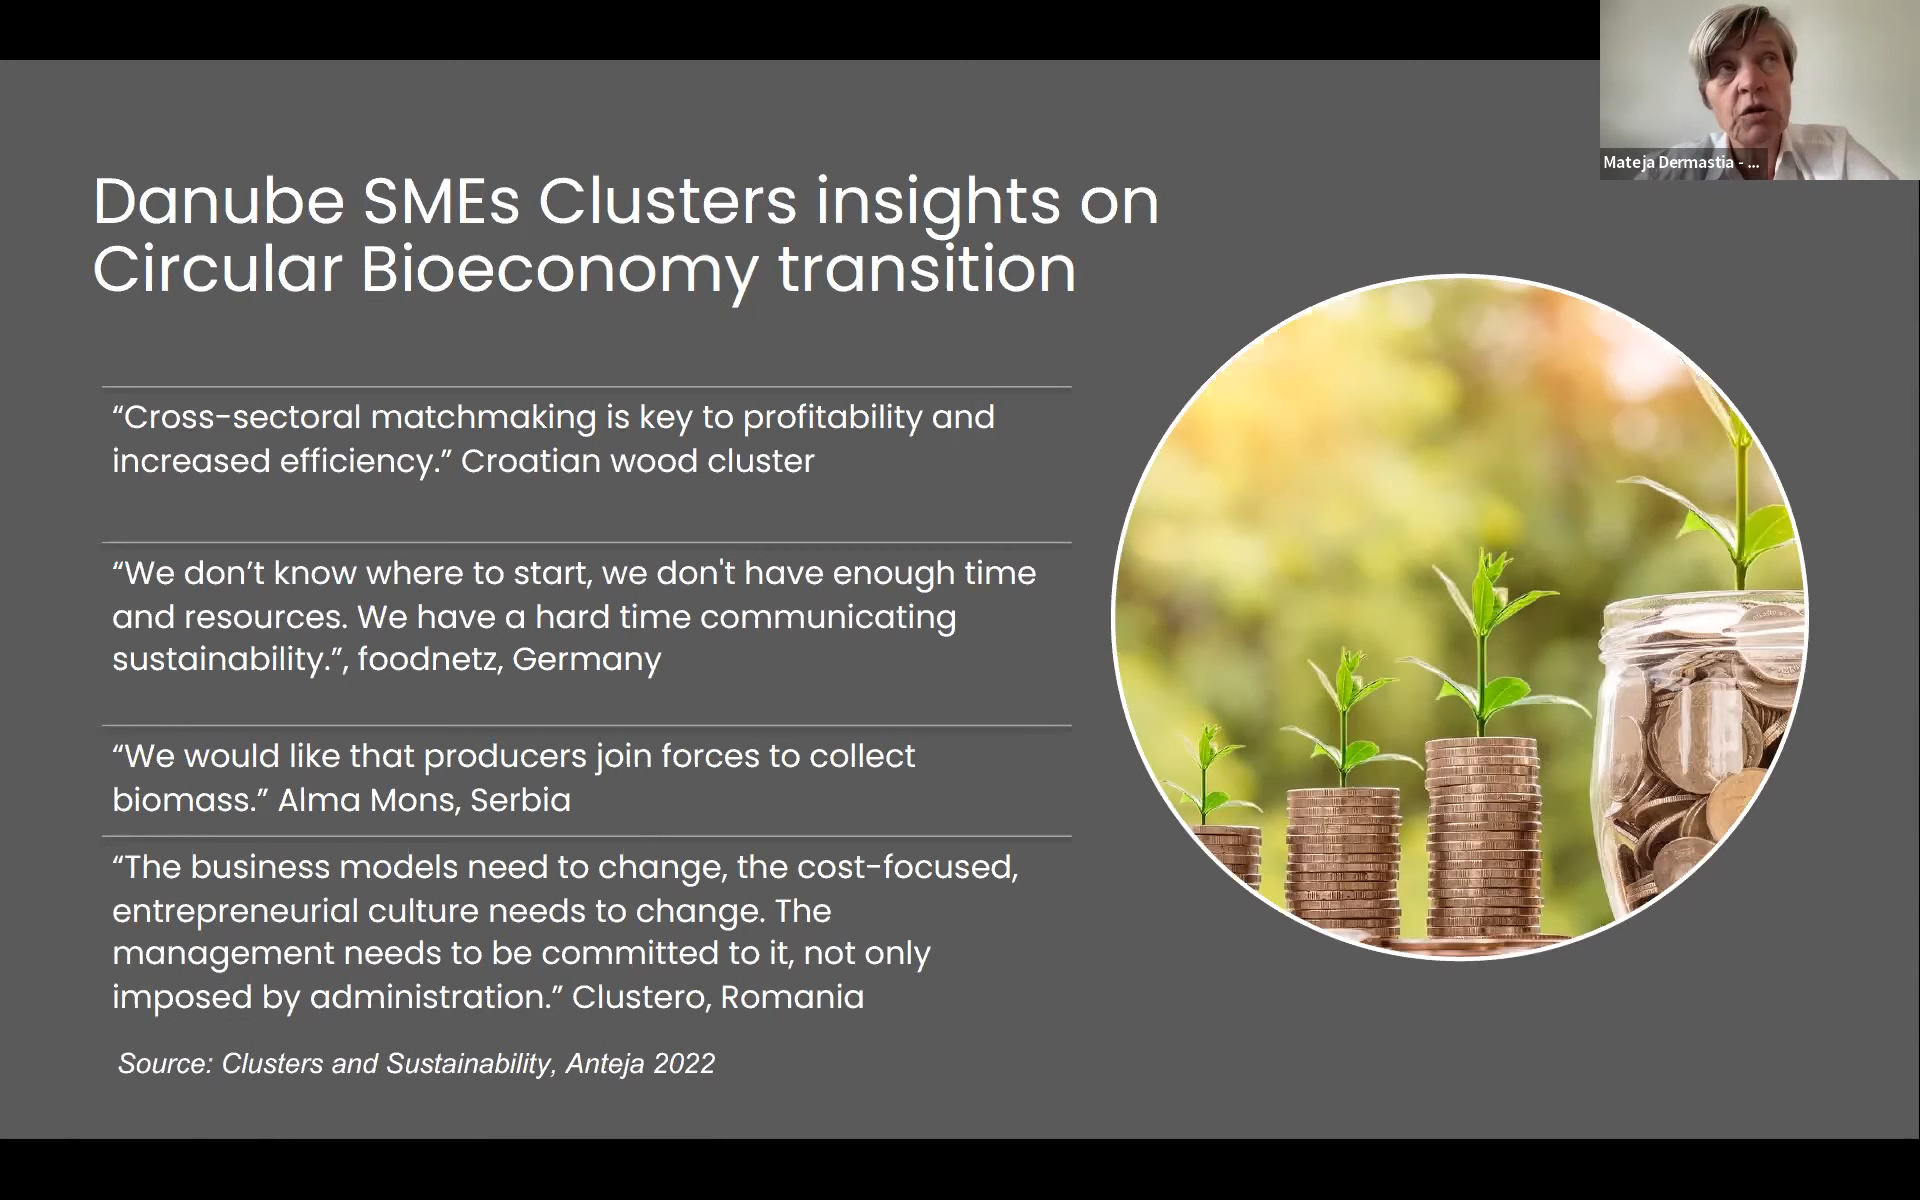 Mateja Dermastia - ...
Danube SMEs Clusters insights on
Circular Bioeconomy transition
“Cross-sectoral matchmaking is key to profitability and
increased efficiency.” Croatian wood cluster
“We don’t know where to start, we don't have enough time
and resources. We have a hard time communicating
sustainability.”, foodnetz, Germany
“We would like that producers join forces to collect
biomass.” Alma Mons, Serbia
“The business models need to change, the cost-focused,
entrepreneurial culture needs to change. The
management needs to be committed to it, not only
imposed by administration.” Clustero, Romania
Source: Clusters and Sustainability, Anteja 2022